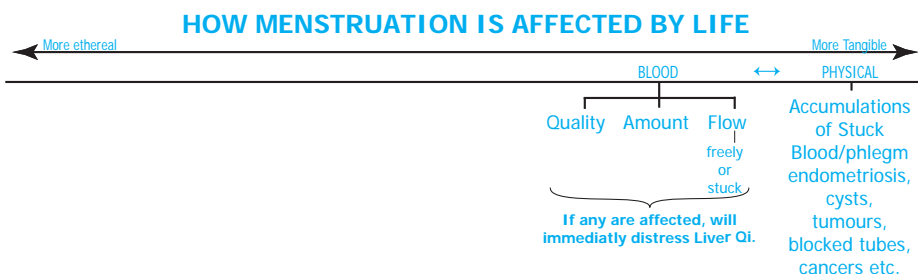 HOW MENSTRUATION IS AFFECTED BY LIFE
More ethereal
More Tangible
BLOOD
PHYSICAL
Quality Amount Flow
freely
or
stuck
If any are affected, will
immediatly distress Liver Qi.
Accumulations
of Stuck
Blood/phlegm
endometriosis,
cysts,
tumours,
blocked tubes,
cancers etc.